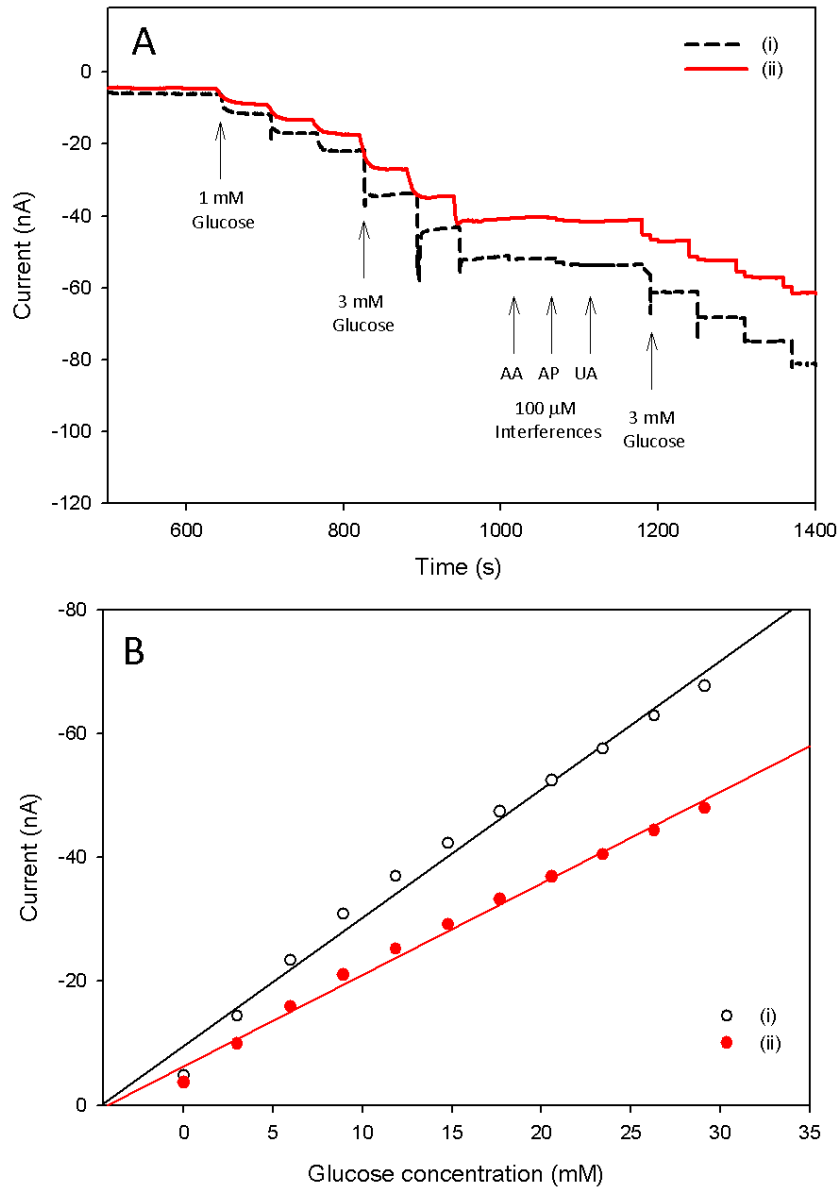 A
(i)
(ii)
0
-20
-40
-60
-80
-100
-120
Current (nA)
1 mM
Glucose
3 mM
Glucose
AA AP UA
100 µM
Interferences
3 mM
Glucose
600 800 1000 1200 1400
Time (s)
B
-80
-60
-40
-20
0
Current (nA)
(i)
(ii)
0 5 10 15 20 25 30 35
Glucose concentration (mM)